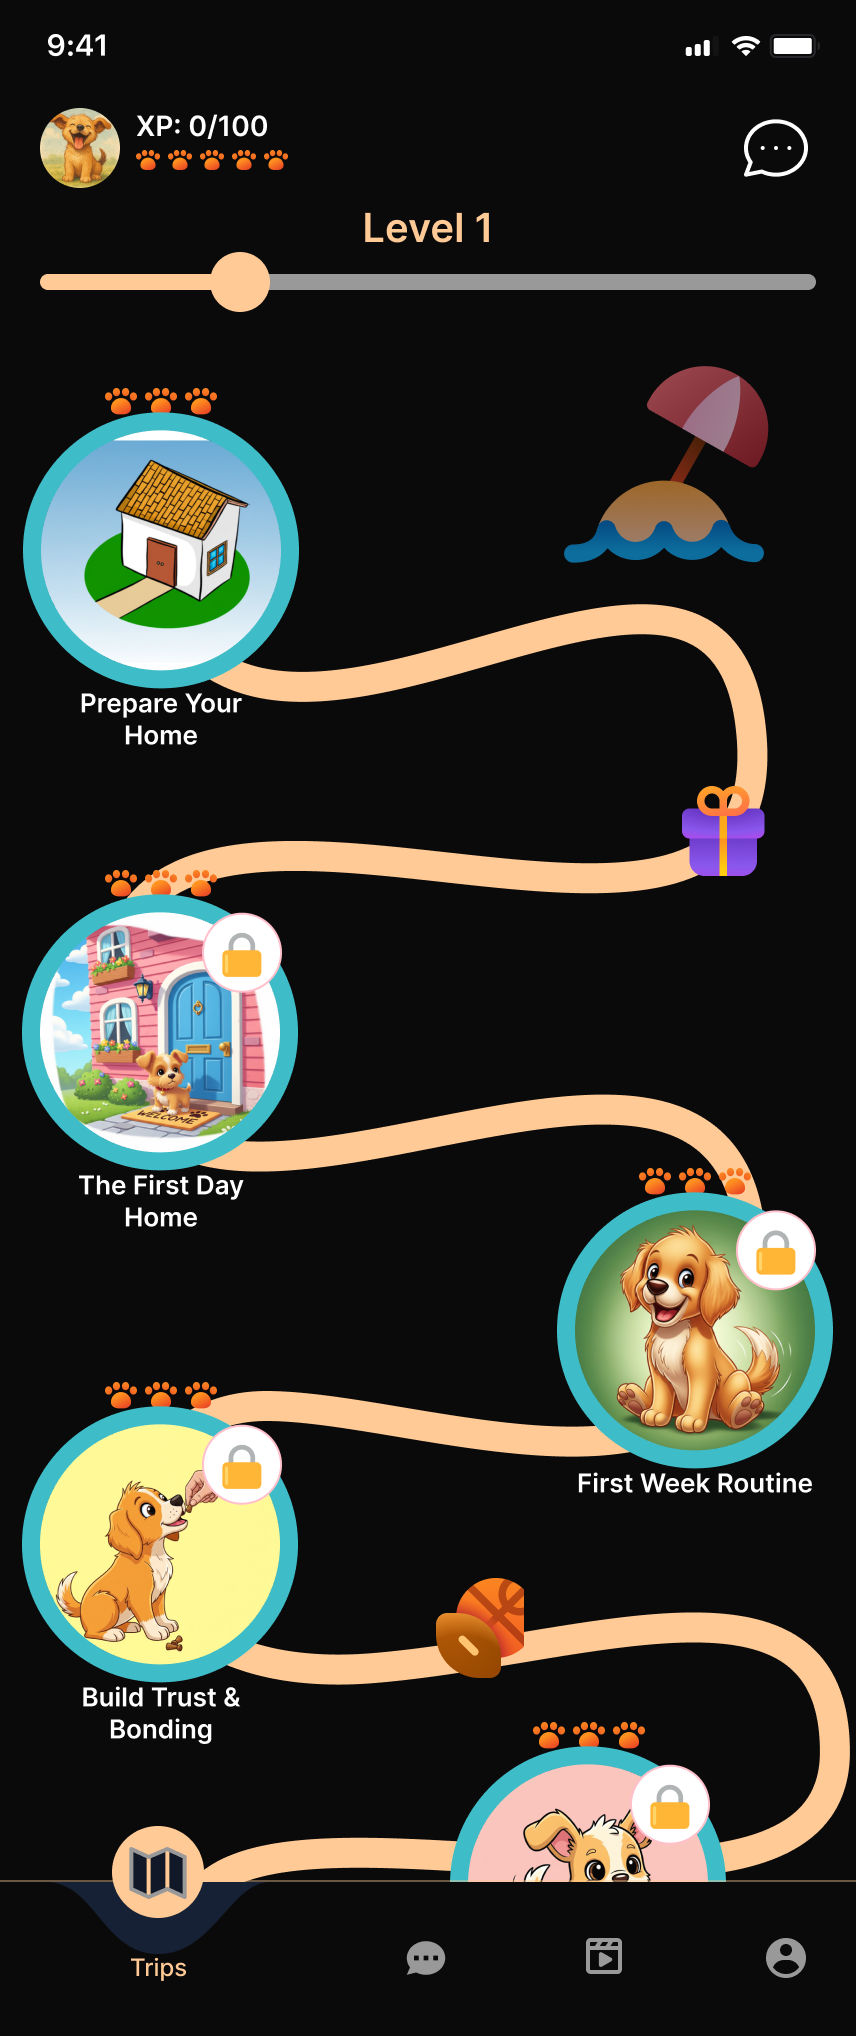 9:41
XP: 0/100
Level 1
Prepare Your
Home
WELCOME
The First Day
Home
First Week Routine
Build Trust &
Bonding
Trips